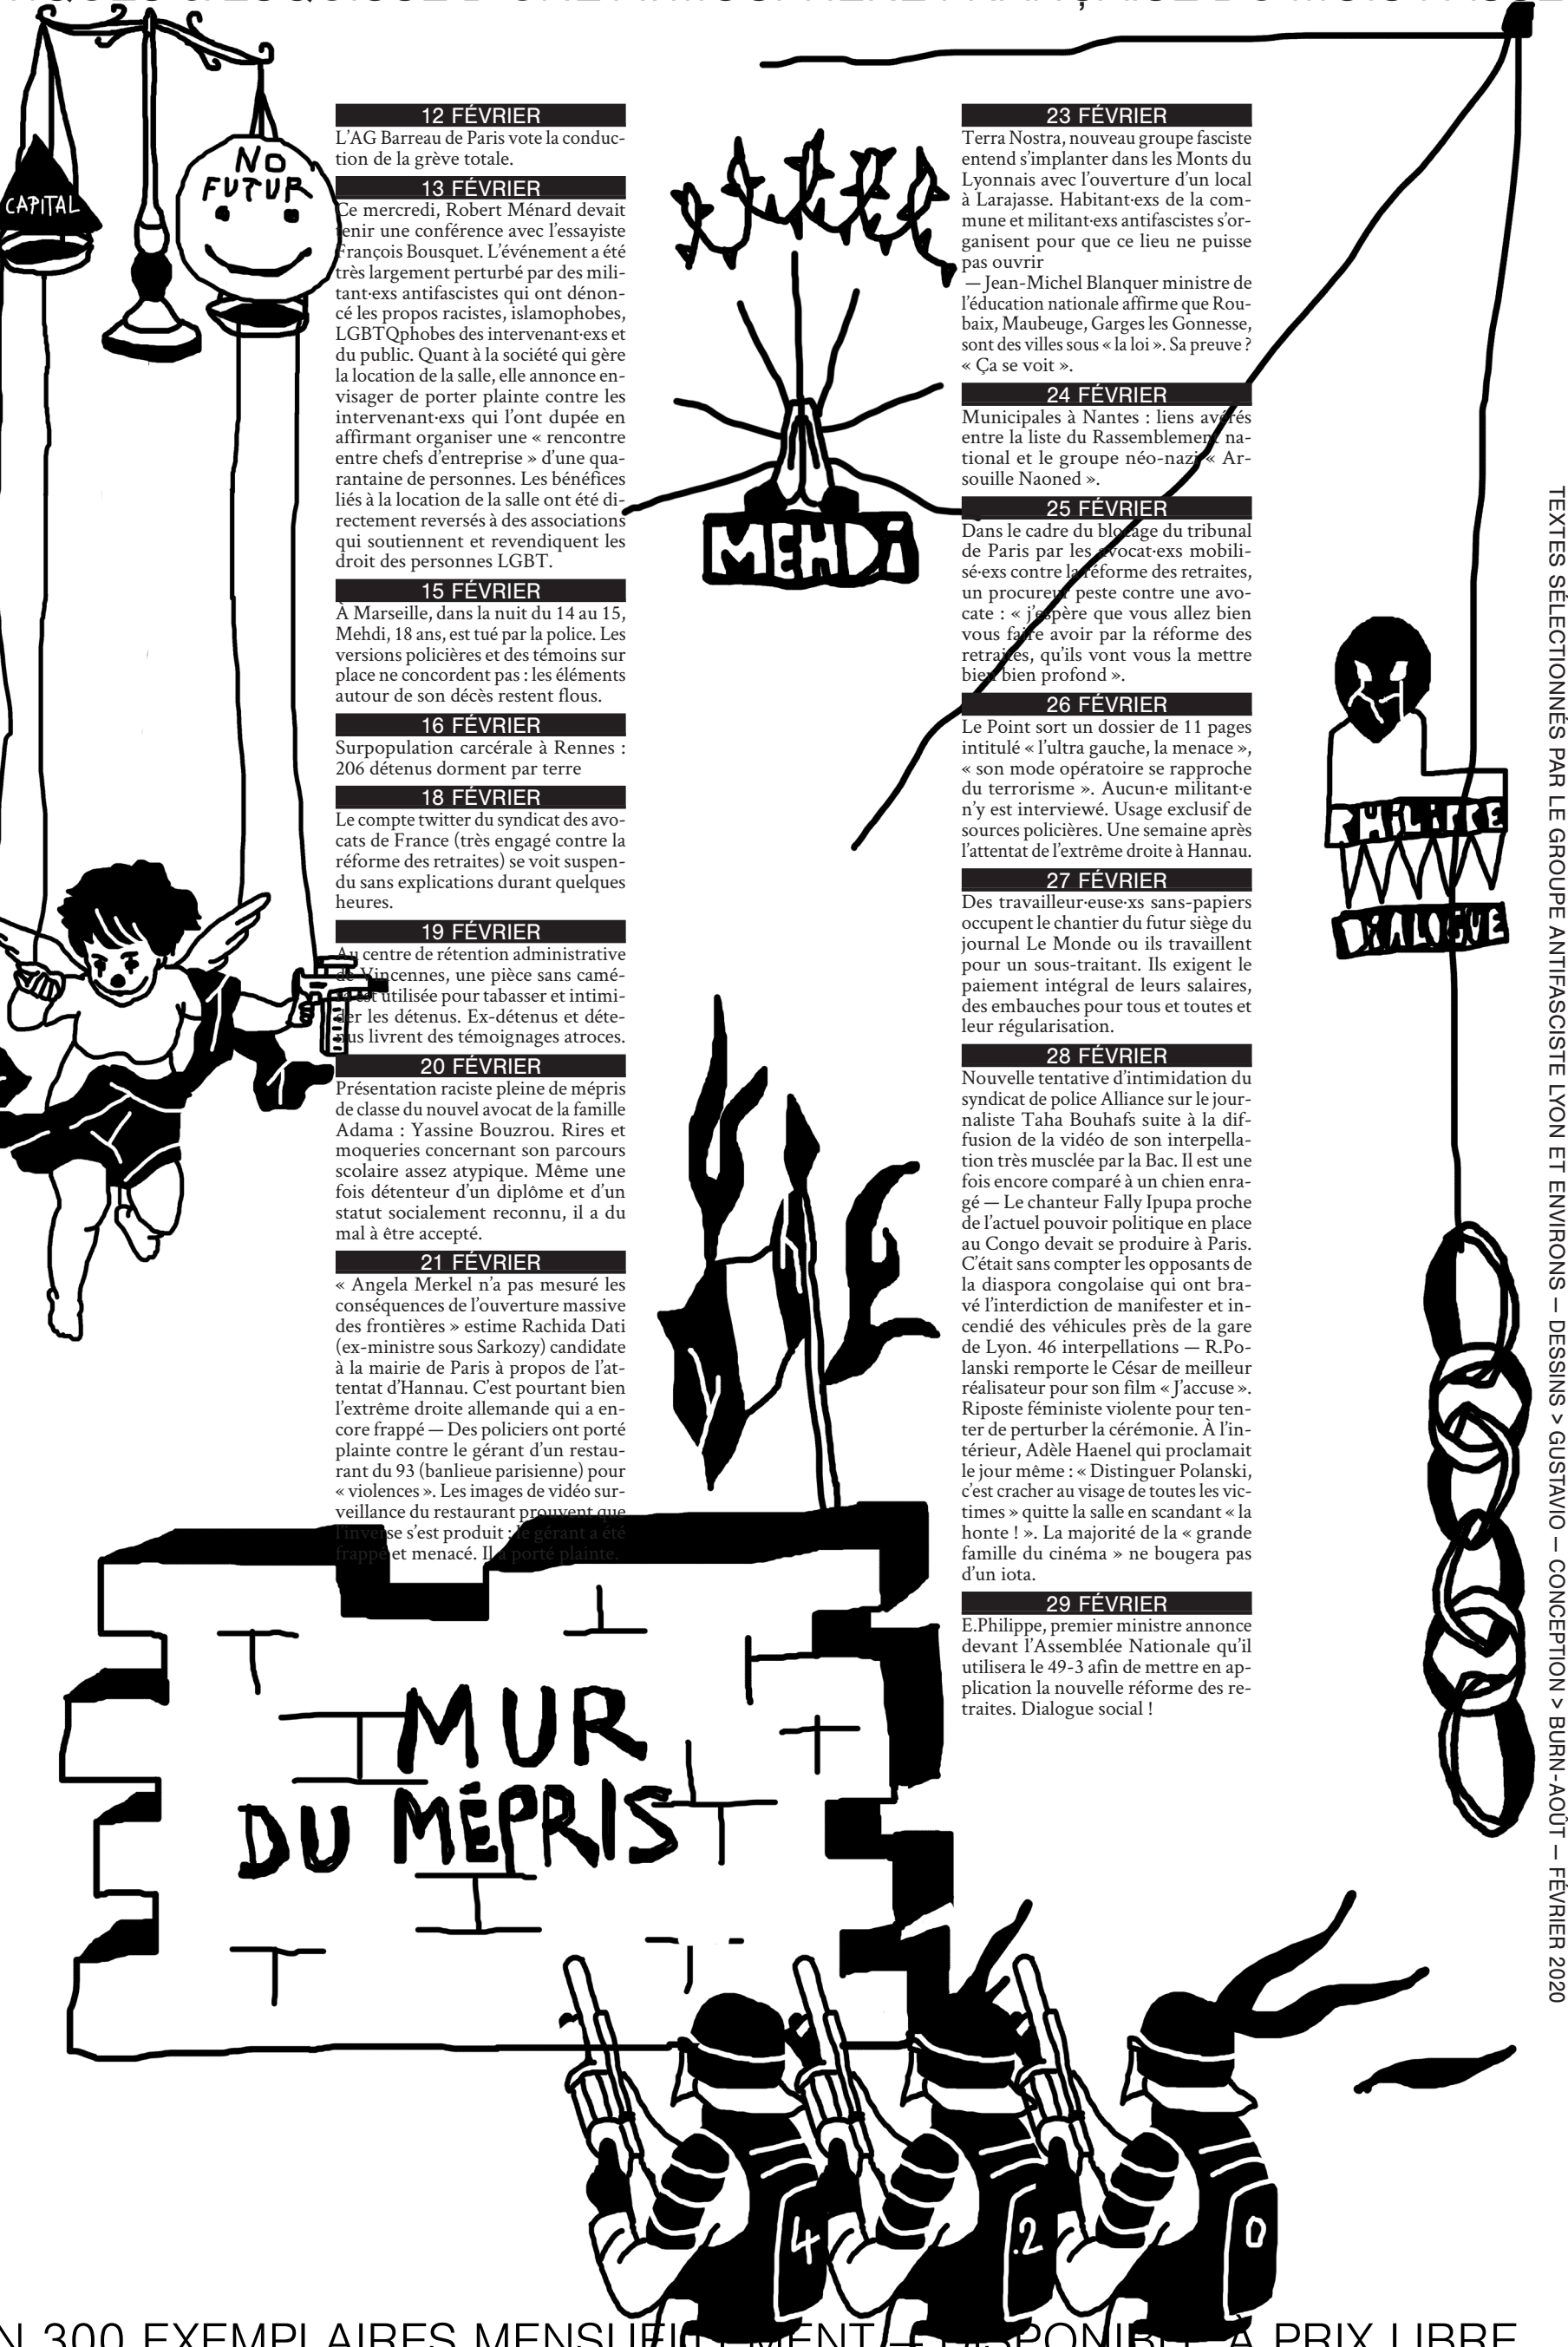 CAPITAL
NO
FUTUR
12 FÉVRIER
L’AG Barreau de Paris vote la conduc-
tion de la grève totale.
13 FÉVRIER
Ce mercredi, Robert Ménard devait
tenir une conférence avec l’essayiste
François Bousquet. L’événement a été
très largement perturbé par des mili-
tant·exs antifascistes qui ont dénon-
cé les propos racistes, islamophobes,
LGBTQphobes des intervenant·exs et
du public. Quant à la société qui gère
la location de la salle, elle annonce en-
visager de porter plainte contre les
intervenant·exs qui l’ont dupée en
affirmant organiser une « rencontre
entre chefs d’entreprise » d’une qua-
rantaine de personnes. Les bénéfices
liés à la location de la salle ont été di-
rectement reversés à des associations
qui soutiennent et revendiquent les
droit des personnes LGBT.
15 FÉVRIER
À Marseille, dans la nuit du 14 au 15,
Mehdi, 18 ans, est tué par la police. Les
versions policières et des témoins sur
place ne concordent pas : les éléments
autour de son décès restent flous.
16 FÉVRIER
Surpopulation carcérale à Rennes :
206 détenus dorment par terre
18 FÉVRIER
Le compte twitter du syndicat des avo-
cats de France (très engagé contre la
réforme des retraites) se voit suspen-
du sans explications durant quelques
heures.
19 FÉVRIER
Au centre de rétention administrative
de Vincennes, une pièce sans camé-
ra est utilisée pour tabasser et intimi-
der les détenus. Ex-détenus et déte-
nus livrent des témoignages atroces.
20 FÉVRIER
Présentation raciste pleine de mépris
de classe du nouvel avocat de la famille
Adama : Yassine Bouzrou. Rires et
moqueries concernant son parcours
scolaire assez atypique. Même une
fois détenteur d’un diplôme et d’un
statut socialement reconnu, il a du
mal à être accepté.
21 FÉVRIER
« Angela Merkel n’a pas mesuré les
conséquences de l’ouverture massive
des frontières » estime Rachida Dati
(ex-ministre sous Sarkozy) candidate
à la mairie de Paris à propos de l’at-
tentat d’Hannau. C’est pourtant bien
l’extrême droite allemande qui a en-
core frappé — Des policiers ont porté
plainte contre le gérant d’un restau-
rant du 93 (banlieue parisienne) pour
« violences ». Les images de vidéo sur-
veillance du restaurant prouvent que
l’inverse s’est produit : le gérant a été
frappé et menacé. Il a porté plainte.
MEHDi
23 FÉVRIER
Terra Nostra, nouveau groupe fasciste
entend s’implanter dans les Monts du
Lyonnais avec l’ouverture d’un local
à Larajasse. Habitant·exs de la com-
mune et militant·exs antifascistes s’or-
ganisent pour que ce lieu ne puisse
pas ouvrir
— Jean-Michel Blanquer ministre de
l’éducation nationale affirme que Rou-
baix, Maubeuge, Garges les Gonnesse,
sont des villes sous « la loi ». Sa preuve ?
« Ça se voit ».
24 FÉVRIER
Municipales à Nantes : liens avérés
entre la liste du Rassemblement na-
tional et le groupe néo-nazi « Ar-
souille Naoned ».
25 FÉVRIER
Dans le cadre du blocage du tribunal
de Paris par les avocat·exs mobili-
sé·exs contre la réforme des retraites,
un procureur peste contre une avo-
cate : « j’espère que vous allez bien
vous faire avoir par la réforme des
retraites, qu’ils vont vous la mettre
bien bien profond ».
26 FÉVRIER
Le Point sort un dossier de 11 pages
intitulé « l’ultra gauche, la menace »,
« son mode opératoire se rapproche
du terrorisme ». Aucun·e militant·e
n’y est interviewé. Usage exclusif de
sources policières. Une semaine après
l’attentat de l’extrême droite à Hannau.
27 FÉVRIER
Des travailleur·euse·xs sans-papiers
occupent le chantier du futur siège du
journal Le Monde ou ils travaillent
pour un sous-traitant. Ils exigent le
paiement intégral de leurs salaires,
des embauches pour tous et toutes et
leur régularisation.
28 FÉVRIER
Nouvelle tentative d’intimidation du
syndicat de police Alliance sur le jour-
naliste Taha Bouhafs suite à la dif-
fusion de la vidéo de son interpella-
tion très musclée par la Bac. Il est une
fois encore comparé à un chien enra-
gé — Le chanteur Fally Ipupa proche
de l’actuel pouvoir politique en place
au Congo devait se produire à Paris.
C’était sans compter les opposants de
la diaspora congolaise qui ont bra-
vé l’interdiction de manifester et in-
cendié des véhicules près de la gare
de Lyon. 46 interpellations — R.Po-
lanski remporte le César de meilleur
réalisateur pour son film « J’accuse ».
Riposte féministe violente pour ten-
ter de perturber la cérémonie. À l’in-
térieur, Adèle Haenel qui proclamait
le jour même : « Distinguer Polanski,
c’est cracher au visage de toutes les vic-
times » quitte la salle en scandant « la
honte ! ». La majorité de la « grande
famille du cinéma » ne bougera pas
d’un iota.
29 FÉVRIER
E.Philippe, premier ministre annonce
devant l’Assemblée Nationale qu’il
utilisera le 49-3 afin de mettre en ap-
plication la nouvelle réforme des re-
traites. Dialogue social !
PHILIPPE
DIALOGUE
TEXTES SÉLECTIONNÉS PAR LE GROUPE ANTIFASCISTE LYON ET ENVIRONS — DESSINS > GUSTAVIO — CONCEPTION > BURN-AOÛT — FÉVRIER 2020
MUR
DU MÉPRIS
4 2 0
N 300 EXEMPLAIRES MENSUELLEMENT — DISPONIBLE À PRIX LIBRE